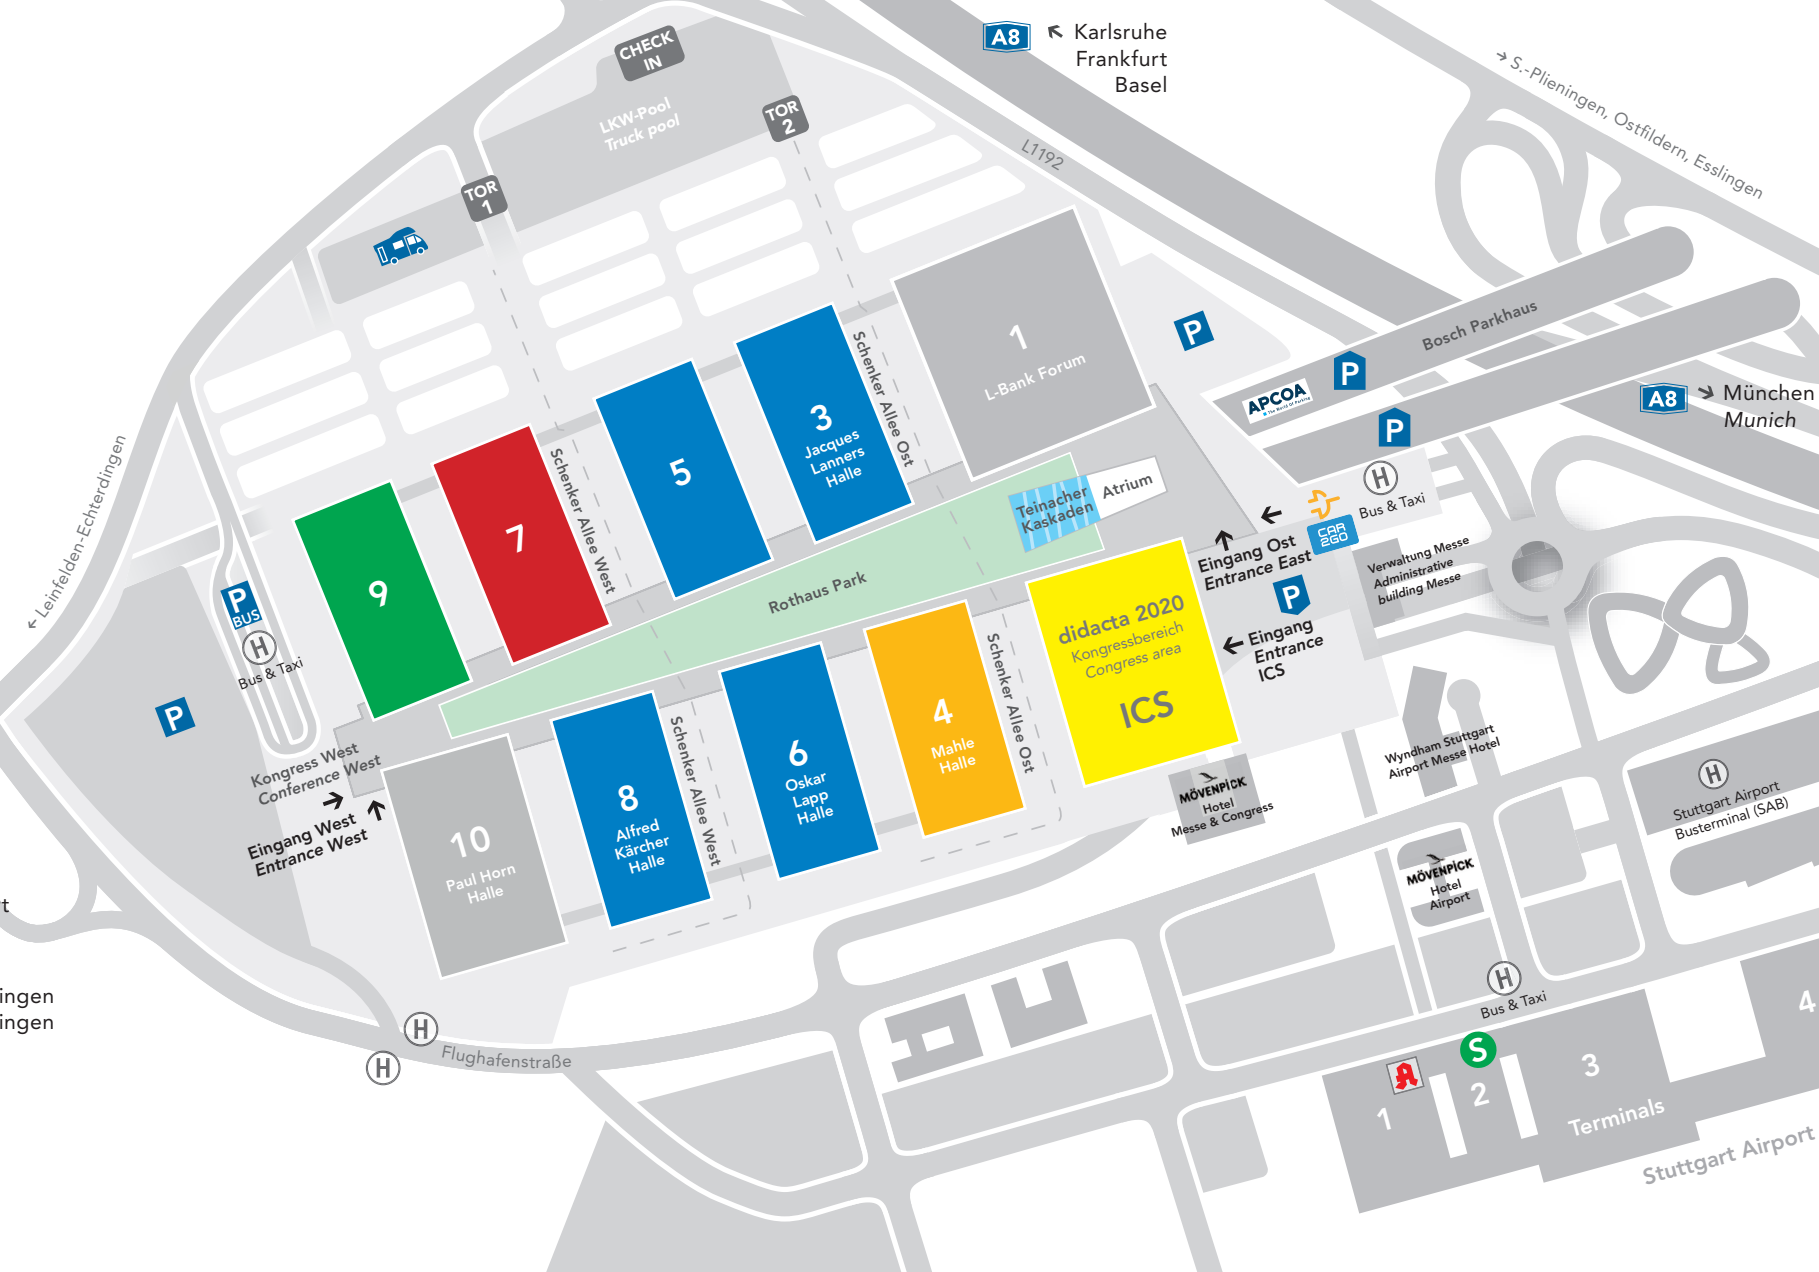 A8
Karlsruhe
Frankfurt
Basel
S.-Plieningen, Ostfildern, Esslingen
CHECK
IN
LKW-Pool
Truck pool
TOR
2
TOR
1
L1192
Bosch Parkhaus
P
APCOA
P
P
A8
München
Munich
1
L-Bank Forum
Schenker Allee Ost
3
Jacques
Lanners
Halle
5
Schenker Allee West
7
9
Leinfelden-Echterdingen
P
BUS
H
Bus & Taxi
P
Rothaus Park
Teinacher
Kaskaden
Atrium
H
Bus & Taxi
CAR
2GO
Eingang Ost
Entrance East
P
Verwaltung Messe
Administrative
building Messe
Eingang
Entrance
ICS
didacta 2020
Kongressbereich
Congress area
ICS
4
Mahle
Halle
Schenker Allee Ost
6
Oskar
Lapp
Halle
Schenker Allee West
8
Alfred
Kärcher
Halle
10
Paul Horn
Halle
Kongress West
Conference West
Eingang West
Entrance West
MÖVENPICK
Hotel
Messe & Congress
Wyndham Stuttgart
Airport Messe Hotel
H
Stuttgart Airport
Busterminal (SAB)
MÖVENPICK
Hotel
Airport
t
ingen
ingen
H
H
Flughafenstraße
H
Bus & Taxi
S
1
2
3
4
Terminals
Stuttgart Airport